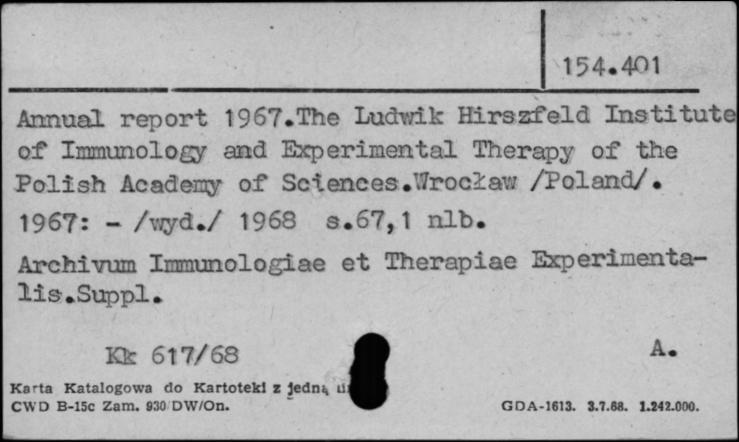 154.401
Annual report 1967.The Ludwik Hirszfeld Institute
of Immunology and Experimental Therapy of the
Polish Academy of Sciences.Wrocław /Poland/.
1967: - /wyd./ 1968 s.67,1 nlb.
Archivum Immunologiae et Therapiae Experimenta-
lis.Suppl.
Kk 617/68 A.
Karta Katalogowa do Kartoteki z jedną
CWD B-15c Zam. 930/DW/On. GDA-1613. 3.7.68. 1.242.000.